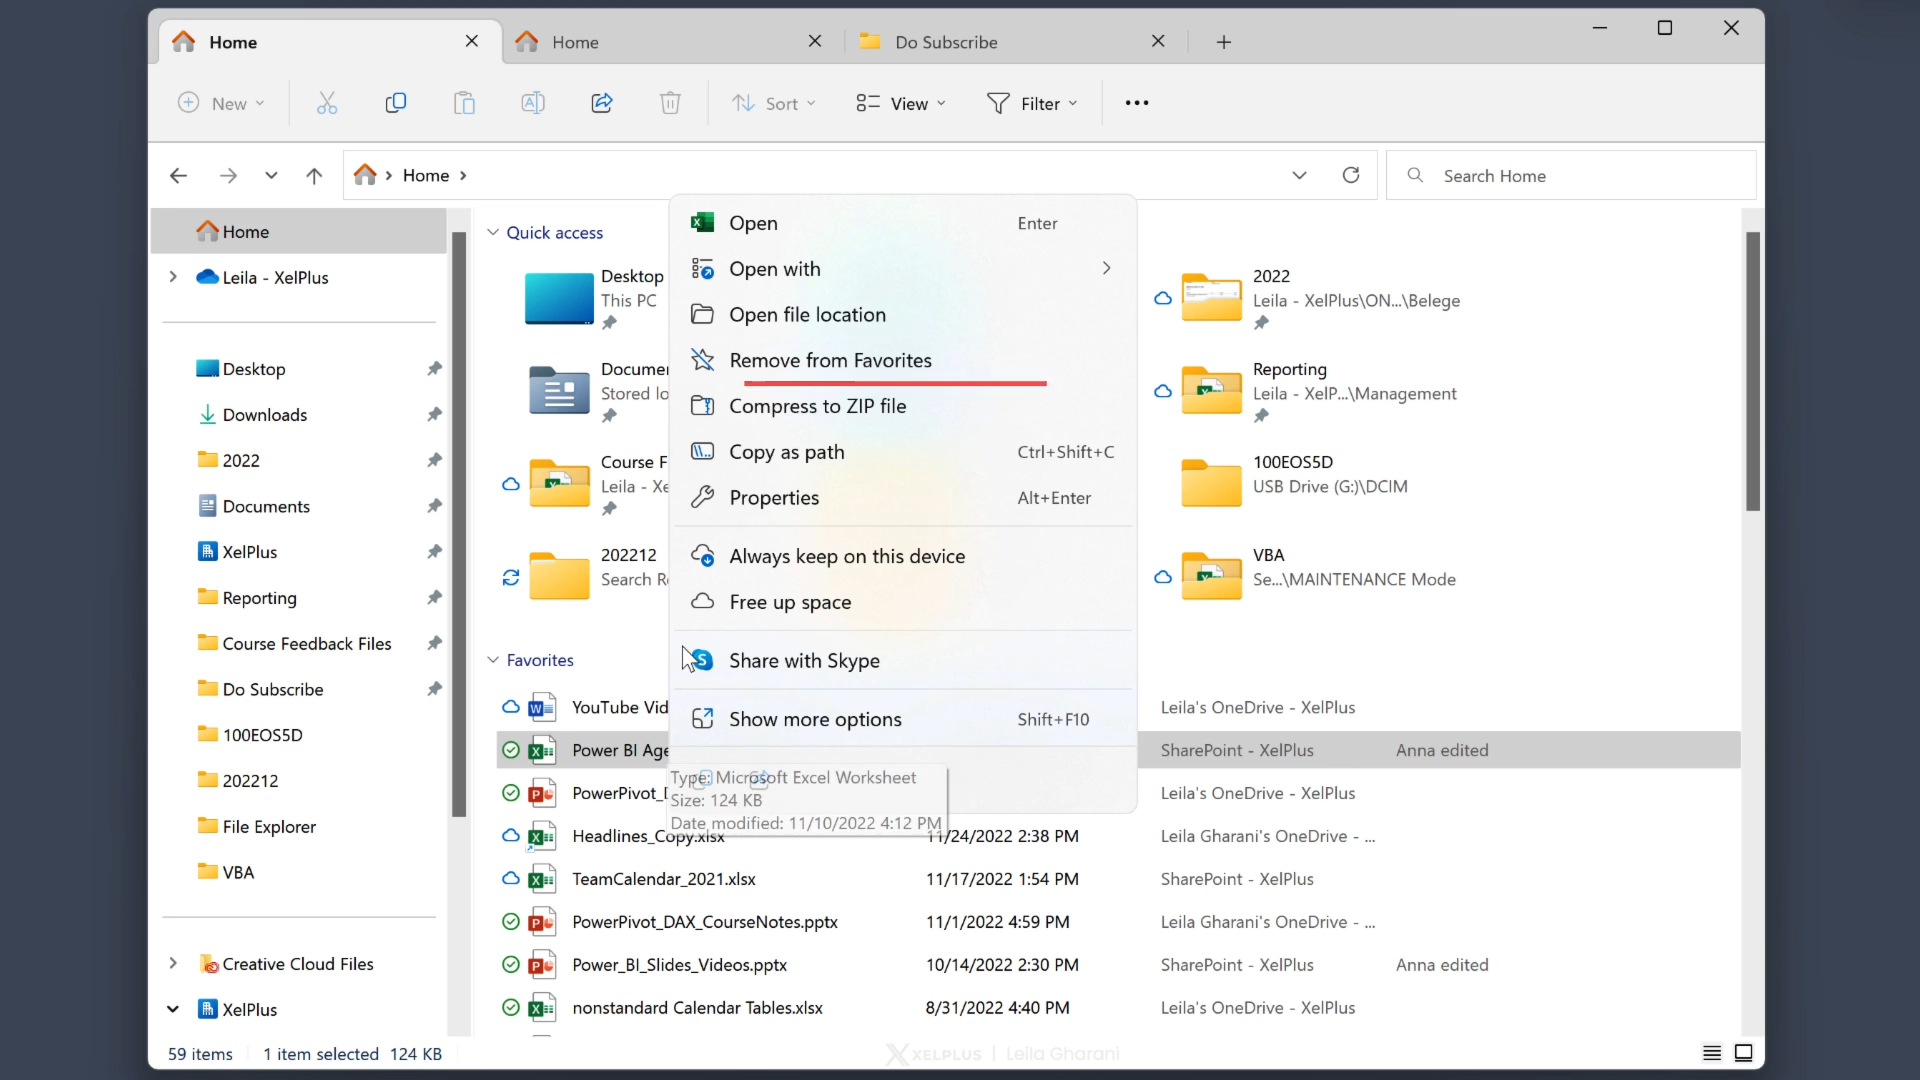 Home
Home
Do Subscribe
New
Sort
View
Filter
Home
Search Home
Home
Leila - XelPlus
Desktop
Downloads
2022
Documents
XelPlus
Reporting
Course Feedback Files
Do Subscribe
100EOS5D
202212
File Explorer
VBA
Creative Cloud Files
XelPlus
Quick access
Desktop
This PC
Docume
Stored lo
Course F
Leila - Xe
202212
Search R
2022
Leila - XelPlus\ON...\Belege
Reporting
Leila - XelP...\Management
100EOS5D
USB Drive (G:)\DCIM
VBA
Se...\MAINTENANCE Mode
Open Enter
Open with
Open file location
Remove from Favorites
Compress to ZIP file
Copy as path Ctrl+Shift+C
Properties Alt+Enter
Always keep on this device
Free up space
Share with Skype
Show more options Shift+F10
Favorites
YouTube Vid Leila's OneDrive - XelPlus
Power BI Age SharePoint - XelPlus Anna edited
Type: Microsoft Excel Worksheet
Size: 124 KB
Date modified: 11/10/2022 4:12 PM
PowerPivot_D Leila's OneDrive - XelPlus
Headlines_Copy.xlsx 11/24/2022 2:38 PM Leila Gharani's OneDrive - ...
TeamCalendar_2021.xlsx 11/17/2022 1:54 PM SharePoint - XelPlus
PowerPivot_DAX_CourseNotes.pptx 11/1/2022 4:59 PM Leila Gharani's OneDrive - ...
Power_BI_Slides_Videos.pptx 10/14/2022 2:30 PM SharePoint - XelPlus Anna edited
nonstandard Calendar Tables.xlsx 8/31/2022 4:40 PM Leila's OneDrive - XelPlus
59 items 1 item selected 124 KB
XELPLUS | Leila Gharani